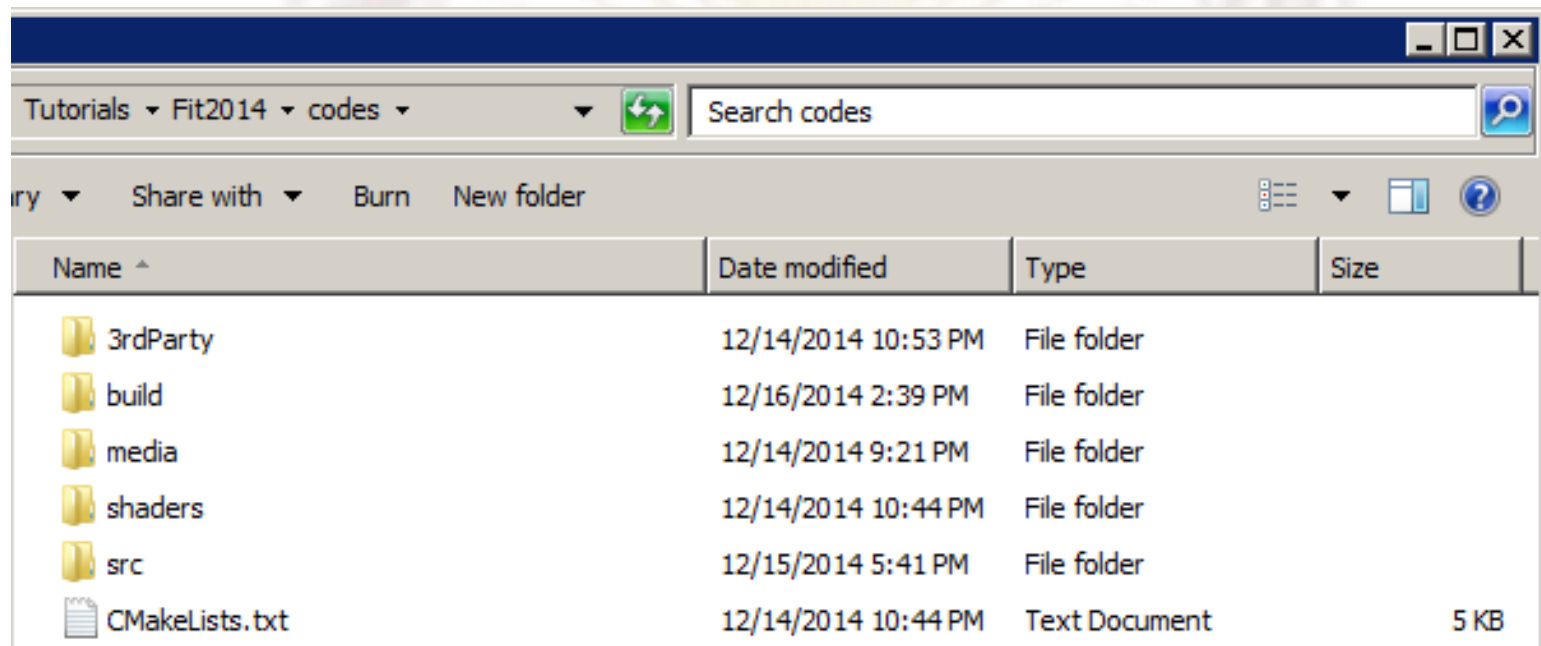 Tutorials Fit2014 codes Search codes
ry Share with Burn New folder
Name Date modified Type Size
3rdParty 12/14/2014 10:53 PM File folder
build 12/16/2014 2:39 PM File folder
media 12/14/2014 9:21 PM File folder
shaders 12/14/2014 10:44 PM File folder
src 12/15/2014 5:41 PM File folder
CMakeLists.txt 12/14/2014 10:44 PM Text Document 5 KB